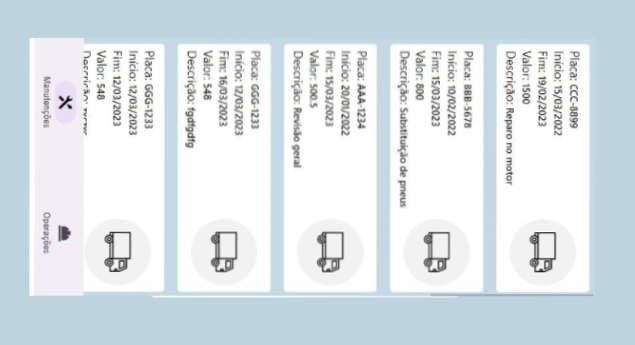 Placa: CCC-8899
Início: 15/03/2022
Fim: 19/02/2023
Valor: 1500
Descrição: Reparo no motor
Placa: BBB-5678
Início: 10/02/2022
Fim: 15/03/2023
Valor: 800
Descrição: Substituição de pneus
Placa: AAA-1234
Início: 20/01/2022
Fim: 15/03/2023
Valor: 500.5
Descrição: Revisão geral
Placa: GGG-1233
Início: 12/03/2023
Fim: 16/03/2023
Valor: 548
Descrição: fgdfgdfg
Placa: GGG-1233
Início: 12/03/2023
Fim: 12/03/2023
Valor: 548
Descrição:
Manutenções
Operações